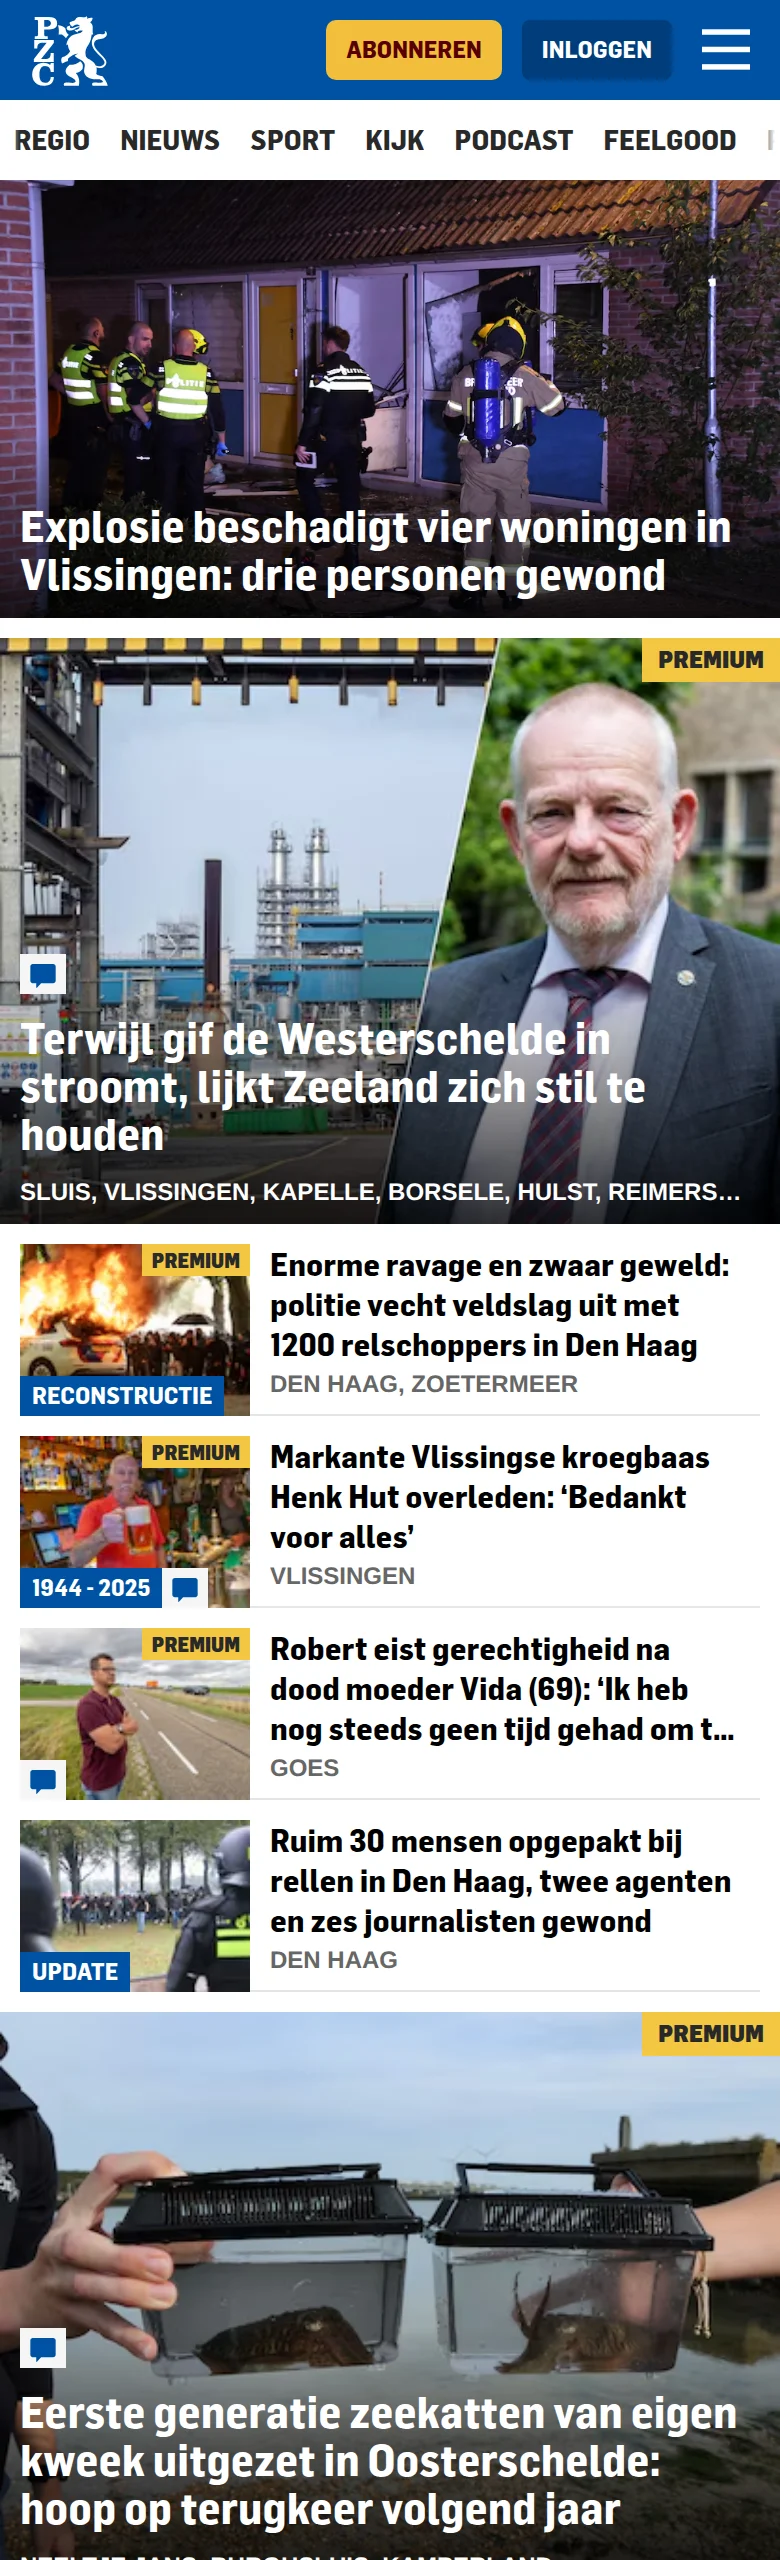 PZC
ABONNEREN
INLOGGEN
REGIO NIEUWS SPORT KIJK PODCAST FEELGOOD
POLITIE
Explosie beschadigt vier woningen in
Vlissingen: drie personen gewond
PREMIUM
Terwijl gif de Westerschelde in
stroomt, lijkt Zeeland zich stil te
houden
SLUIS, VLISSINGEN, KAPELLE, BORSELE, HULST, REIMERS…
PREMIUM
RECONSTRUCTIE
Enorme ravage en zwaar geweld:
politie vecht veldslag uit met
1200 relschoppers in Den Haag
DEN HAAG, ZOETERMEER
PREMIUM
1944 - 2025
Markante Vlissingse kroegbaas
Henk Hut overleden: ‘Bedankt
voor alles’
VLISSINGEN
PREMIUM
Robert eist gerechtigheid na
dood moeder Vida (69): ‘Ik heb
nog steeds geen tijd gehad om t…
GOES
UPDATE
Ruim 30 mensen opgepakt bij
rellen in Den Haag, twee agenten
en zes journalisten gewond
DEN HAAG
PREMIUM
Eerste generatie zeekatten van eigen
kweek uitgezet in Oosterschelde:
hoop op terugkeer volgend jaar